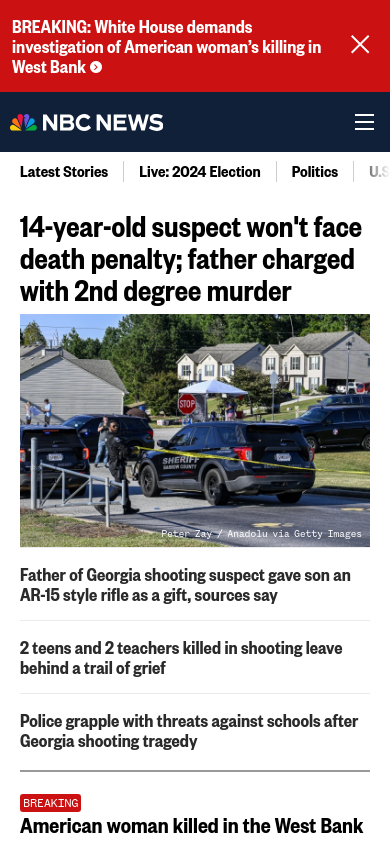 BREAKING: White House demands
investigation of American woman's killing in
West Bank
NBC NEWS
Latest Stories
Live: 2024 Election
Politics
U.S
14-year-old suspect won't face
death penalty; father charged
with 2nd degree murder
STOP
SHERIFF
Peter Zay / Anadolu via Getty Images
Father of Georgia shooting suspect gave son an
AR-15 style rifle as a gift, sources say
2 teens and 2 teachers killed in shooting leave
behind a trail of grief
Police grapple with threats against schools after
Georgia shooting tragedy
BREAKING
American woman killed in the West Bank